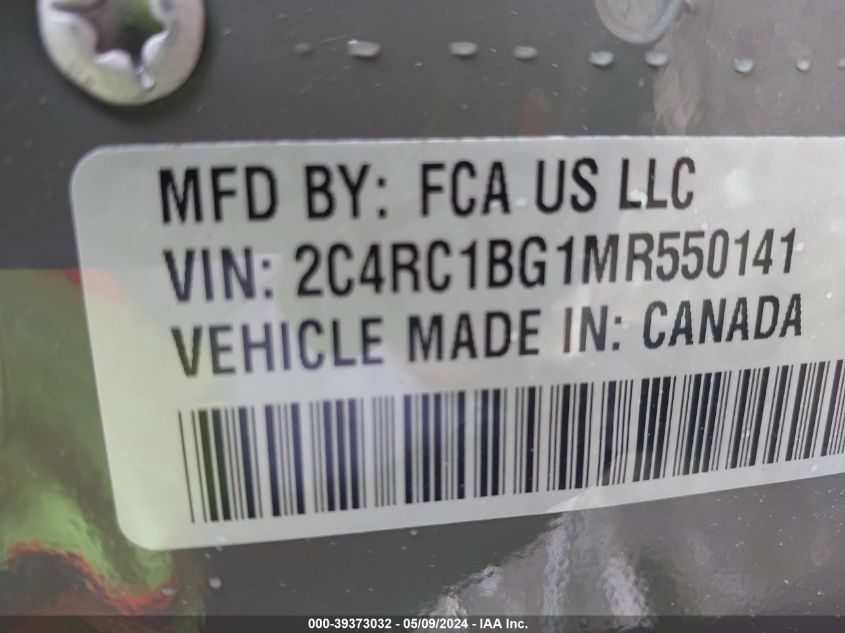 MFD BY: FCA US LLC
VIN: 2C4RC1BG1MR550141
VEHICLE MADE IN: CANADA
000-39373032 - 05/09/2024 - IAA Inc.